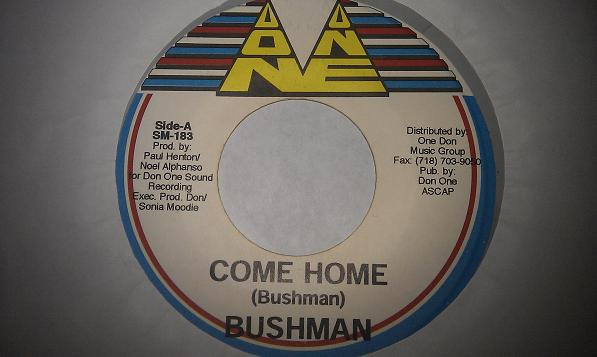 DON DON
ONE
Side-A
SM-183
Prod. by:
Paul Henton/
Noel Alphanso
for Don One Sound
Recording
Exec. Prod. Don/
Sonia Moodie
Distributed by:
One Don
Music Group
Fax: (718) 703-9050
Pub. by:
Don One
ASCAP
COME HOME
(Bushman)
BUSHMAN